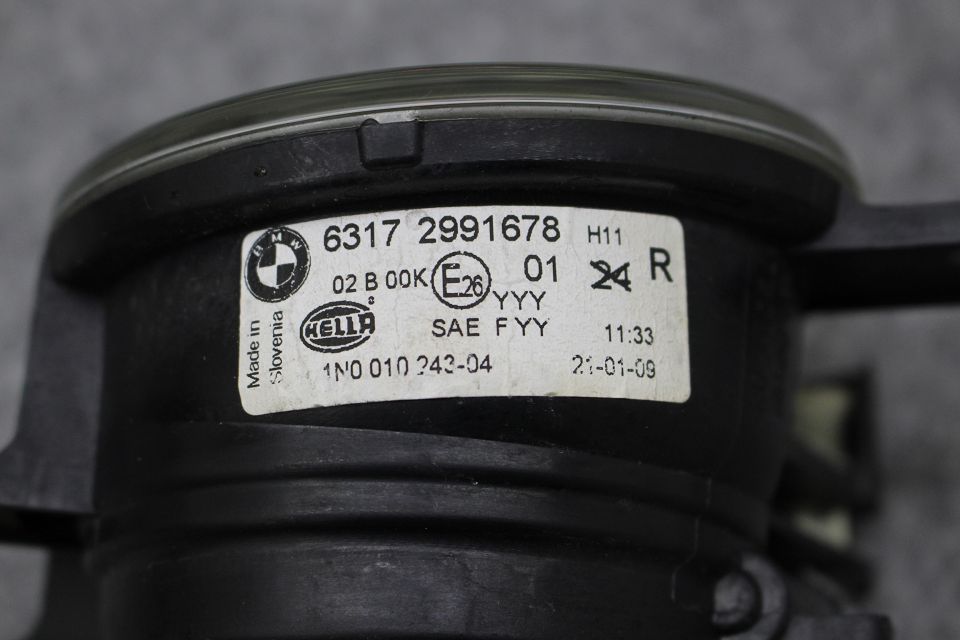 BMW 6317 2991678 H11
02 B 00K E26 01 24 R
YYY
HELLA
SAE F YY 11:33
Made in
Slovenia
1N0 010 243-04 21-01-09